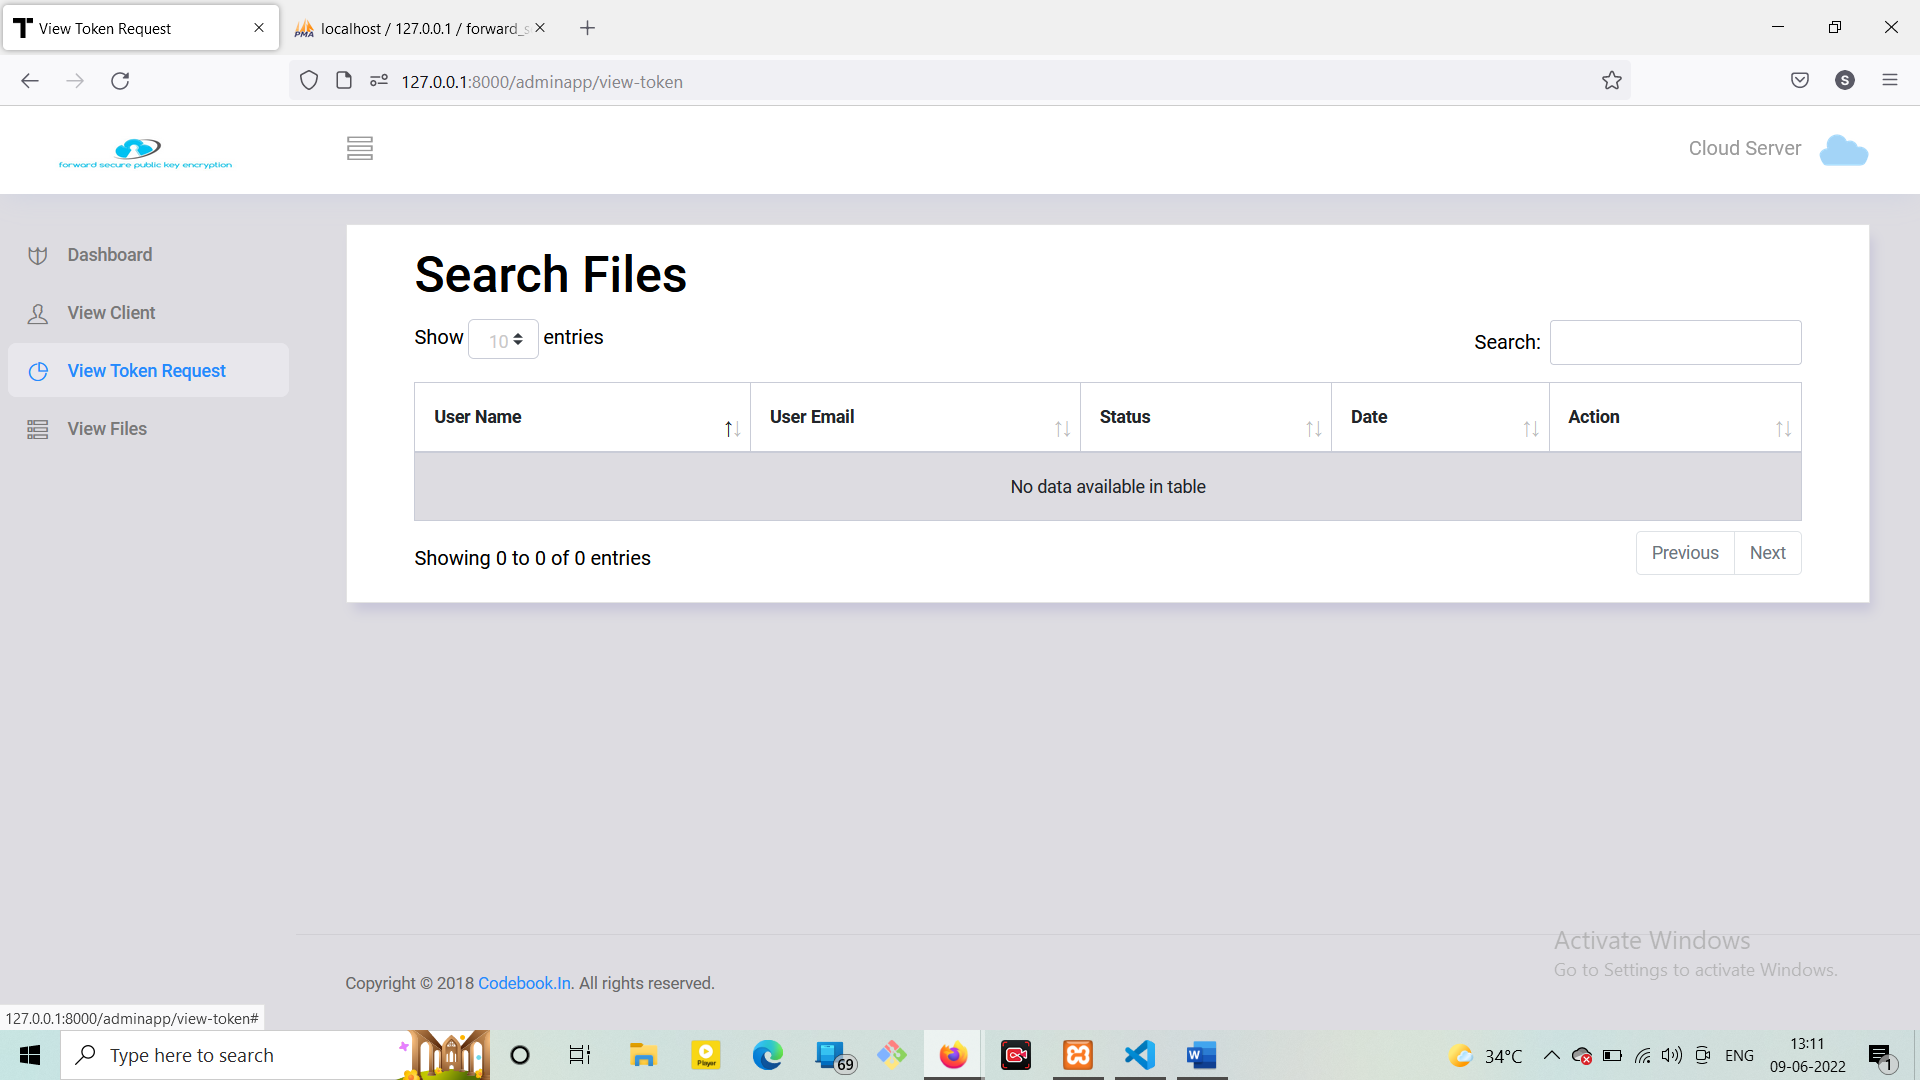 View Token Request
localhost / 127.0.0.1 / forward_s
127.0.0.1:8000/adminapp/view-token
S
forword secure public key encryption
Cloud Server
Dashboard
View Client
View Token Request
View Files
Search Files
Show 10 entries
Search:
User Name User Email Status Date Action
No data available in table
Showing 0 to 0 of 0 entries
Previous Next
Activate Windows
Go to Settings to activate Windows.
Copyright © 2018 Codebook.In. All rights reserved.
127.0.0.1:8000/adminapp/view-token#
Type here to search
Player
69
W
34°C
ENG
13:11
09-06-2022
1